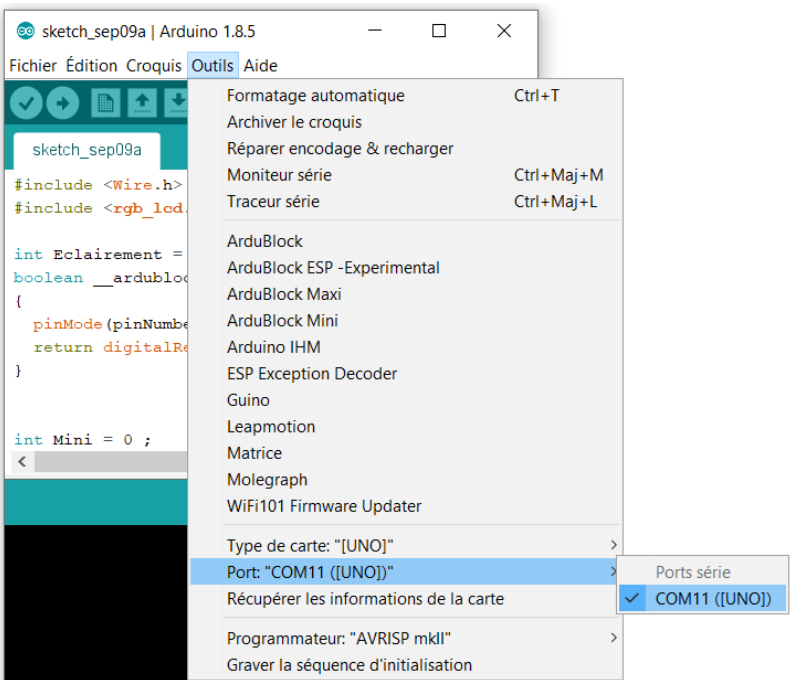 sketch_sep09a | Arduino 1.8.5
Fichier Édition Croquis Outils Aide
sketch_sep09a
#include <Wire.h>
#include <rgb_lcd.
int Eclairement =
boolean __ardubloc
{
pinMode(pinNumbe
return digitalRe
}
int Mini = 0 ;
Formatage automatique Ctrl+T
Archiver le croquis
Réparer encodage & recharger
Moniteur série Ctrl+Maj+M
Traceur série Ctrl+Maj+L
ArduBlock
ArduBlock ESP -Experimental
ArduBlock Maxi
ArduBlock Mini
Arduino IHM
ESP Exception Decoder
Guino
Leapmotion
Matrice
Molegraph
WiFi101 Firmware Updater
Type de carte: "[UNO]"
Port: "COM11 ([UNO])"
Récupérer les informations de la carte
Programmateur: "AVRISP mkII"
Graver la séquence d'initialisation
Ports série
COM11 ([UNO])